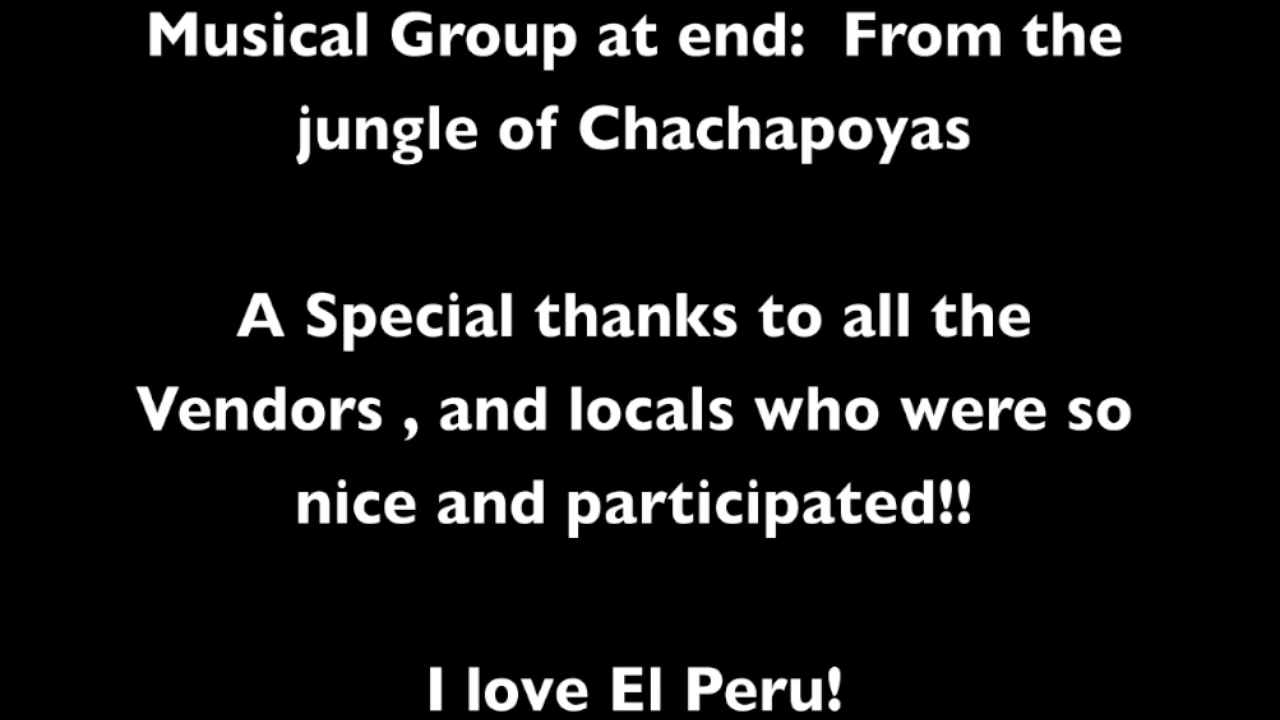 Musical Group at end:  From the
jungle of Chachapoyas
A Special thanks to all the
Vendors , and locals who were so
nice and participated!!
I love El Peru!